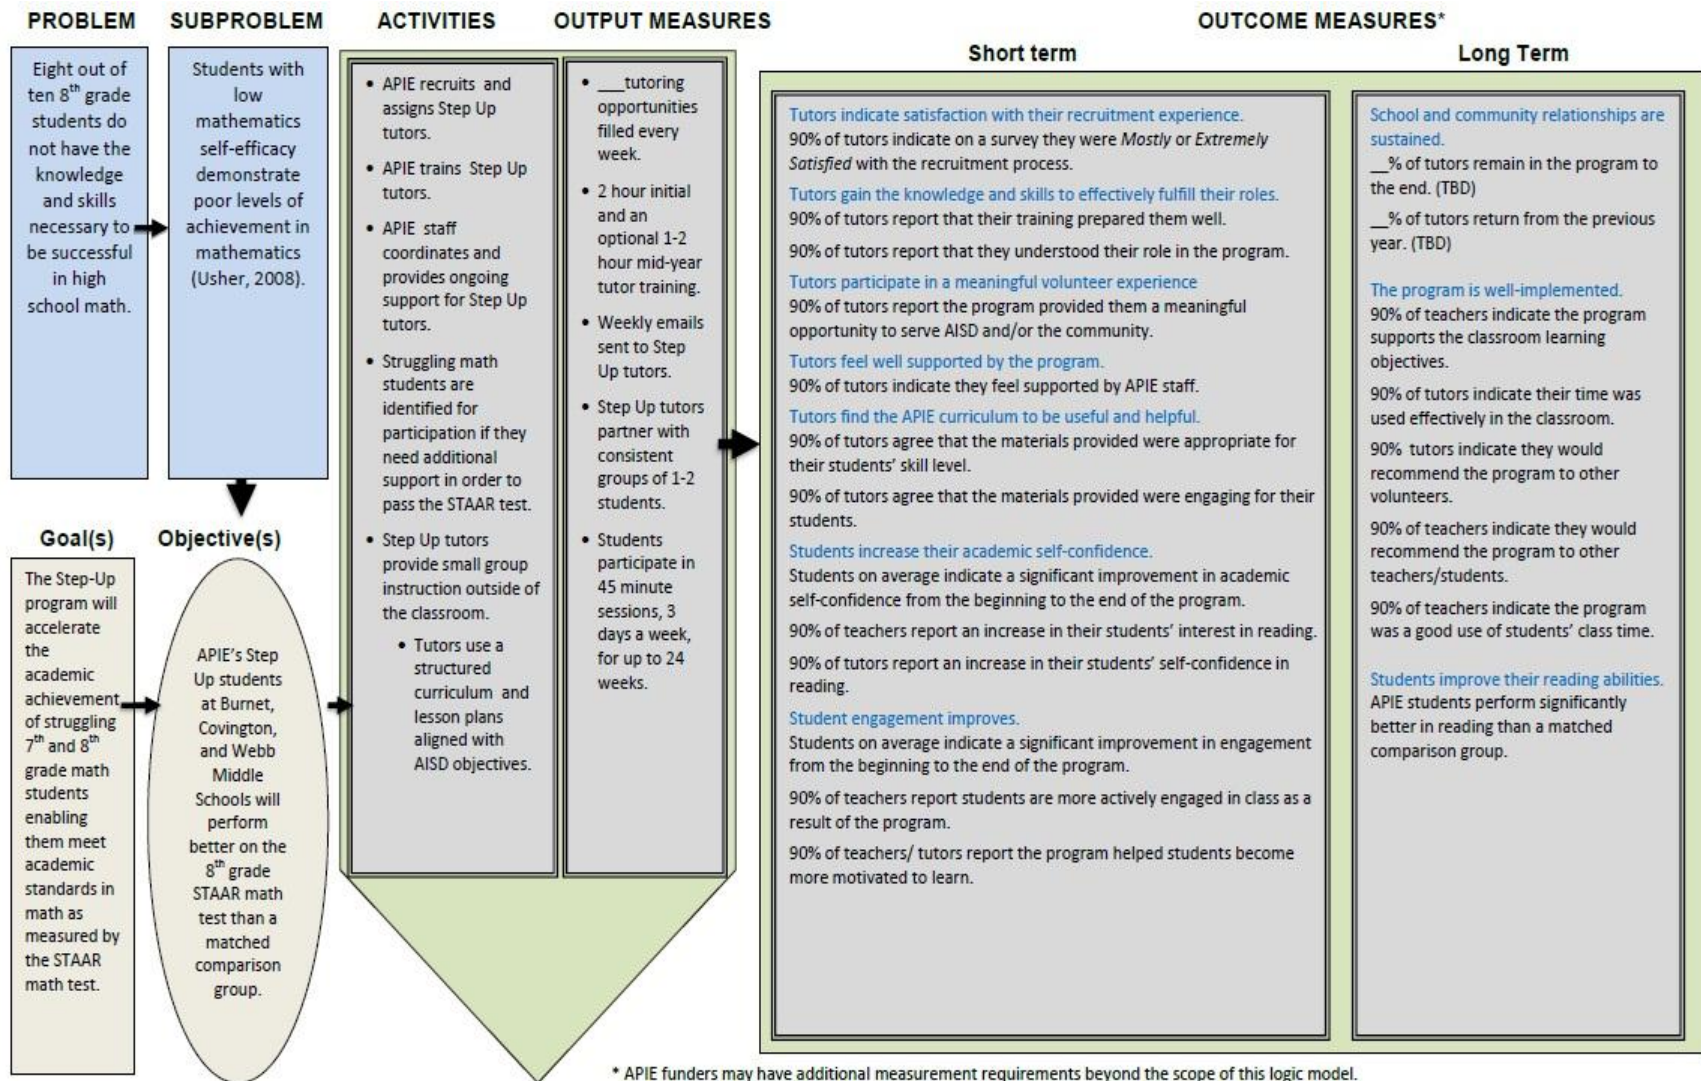 PROBLEM
Eight out of
ten 8th grade
students do
not have the
knowledge
and skills
necessary to
be successful
in high
school math.
SUBPROBLEM
Students with
low
mathematics
self-efficacy
demonstrate
poor levels of
achievement in
mathematics
(Usher, 2008).
Goal(s)
The Step-Up
program will
accelerate
the
academic
achievement
of struggling
7th and 8th
grade math
students
enabling
them meet
academic
standards in
math as
measured by
the STAAR
math test.
Objective(s)
APIE's Step
Up students
at Burnet,
Covington,
and Webb
Middle
Schools will
perform
better on the
8th grade
STAAR math
test than a
matched
comparison
group.
ACTIVITIES
• APIE recruits and
assigns Step Up
tutors.
• APIE trains Step Up
tutors.
• APIE staff
coordinates and
provides ongoing
support for Step Up
tutors.
• Struggling math
students are
identified for
participation if they
need additional
support in order to
pass the STAAR test.
• Step Up tutors
provide small group
instruction outside of
the classroom.
• Tutors use a
structured
curriculum and
lesson plans
aligned with
AISD objectives.
OUTPUT MEASURES
• ___tutoring
opportunities
filled every
week.
• 2 hour initial
and an
optional 1-2
hour mid-year
tutor training.
• Weekly emails
sent to Step
Up tutors.
• Step Up tutors
partner with
consistent
groups of 1-2
students.
• Students
participate in
45 minute
sessions, 3
days a week,
for up to 24
weeks.
OUTCOME MEASURES*
Short term
Tutors indicate satisfaction with their recruitment experience.
90% of tutors indicate on a survey they were Mostly or Extremely
Satisfied with the recruitment process.
Tutors gain the knowledge and skills to effectively fulfill their roles.
90% of tutors report that their training prepared them well.
90% of tutors report that they understood their role in the program.
Tutors participate in a meaningful volunteer experience
90% of tutors report the program provided them a meaningful
opportunity to serve AISD and/or the community.
Tutors feel well supported by the program.
90% of tutors indicate they feel supported by APIE staff.
Tutors find the APIE curriculum to be useful and helpful.
90% of tutors agree that the materials provided were appropriate for
their students' skill level.
90% of tutors agree that the materials provided were engaging for their
students.
Students increase their academic self-confidence.
Students on average indicate a significant improvement in academic
self-confidence from the beginning to the end of the program.
90% of teachers report an increase in their students' interest in reading.
90% of tutors report an increase in their students' self-confidence in
reading.
Student engagement improves.
Students on average indicate a significant improvement in engagement
from the beginning to the end of the program.
90% of teachers report students are more actively engaged in class as a
result of the program.
90% of teachers/ tutors report the program helped students become
more motivated to learn.
Long Term
School and community relationships are
sustained.
__% of tutors remain in the program to
the end. (TBD)
__% of tutors return from the previous
year. (TBD)
The program is well-implemented.
90% of teachers indicate the program
supports the classroom learning
objectives.
90% of tutors indicate their time was
used effectively in the classroom.
90% tutors indicate they would
recommend the program to other
volunteers.
90% of teachers indicate they would
recommend the program to other
teachers/students.
90% of teachers indicate the program
was a good use of students' class time.
Students improve their reading abilities.
APIE students perform significantly
better in reading than a matched
comparison group.
* APIE funders may have additional measurement requirements beyond the scope of this logic model.